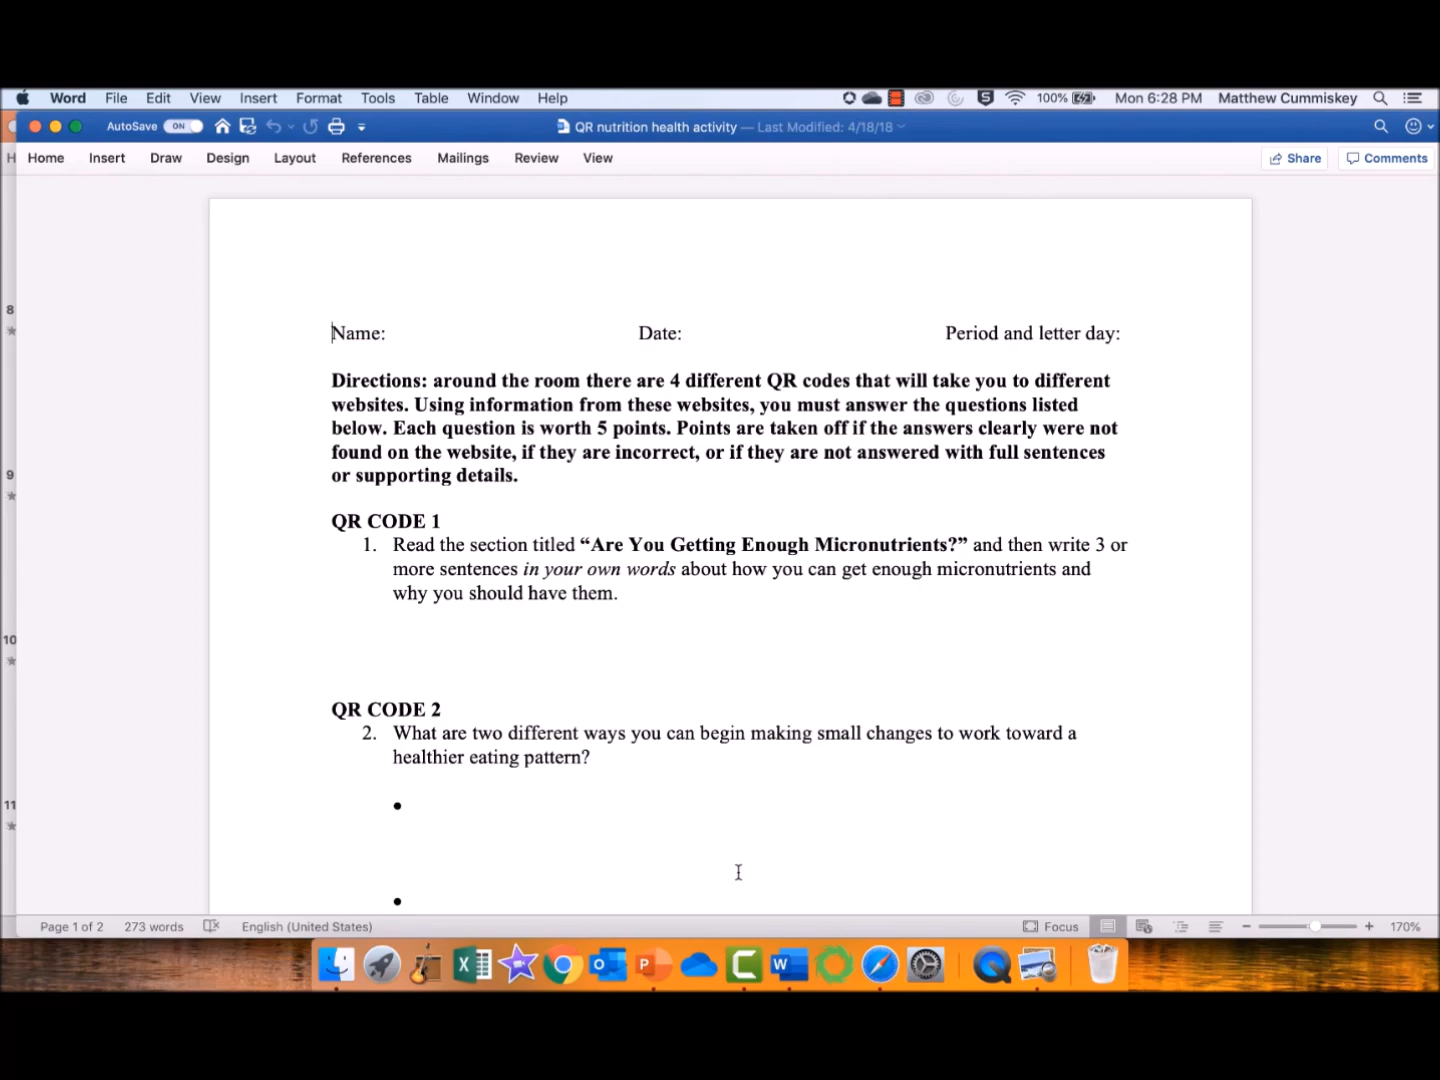 Word File Edit View Insert Format Tools Table Window Help 100% Mon 6:28 PM Matthew Cummiskey
AutoSave ON QR nutrition health activity — Last Modified: 4/18/18
H Home Insert Draw Design Layout References Mailings Review View Share Comments
Name: Date: Period and letter day:
Directions: around the room there are 4 different QR codes that will take you to different
websites. Using information from these websites, you must answer the questions listed
below. Each question is worth 5 points. Points are taken off if the answers clearly were not
found on the website, if they are incorrect, or if they are not answered with full sentences
or supporting details.
QR CODE 1
1. Read the section titled “Are You Getting Enough Micronutrients?” and then write 3 or
more sentences in your own words about how you can get enough micronutrients and
why you should have them.
QR CODE 2
2. What are two different ways you can begin making small changes to work toward a
healthier eating pattern?
•
•
8
9
10
11
Page 1 of 2 273 words English (United States) Focus 170%